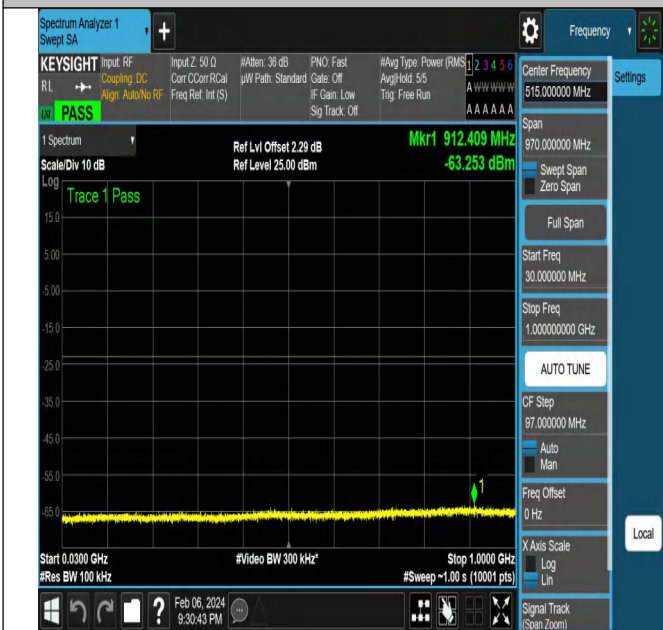 Spectrum Analyzer 1
Swept SA
+
Frequency
KEYSIGHT
RL
LXI
PASS
Input: RF
Coupling: DC
Align: Auto/No RF
Input Z: 50 Ω
Corr CCorr RCal
Freq Ref: Int (S)
#Atten: 36 dB
µW Path: Standard
PNO: Fast
Gate: Off
IF Gain: Low
Sig Track: Off
#Avg Type: Power (RMS
Avg|Hold: 5/5
Trig: Free Run
1 2 3 4 5 6
A W W W W W
A A A A A A
1 Spectrum
Scale/Div 10 dB
Ref Lvl Offset 2.29 dB
Ref Level 25.00 dBm
Mkr1 912.409 MHz
-63.253 dBm
Log
Trace 1 Pass
15.0
5.00
-5.00
-15.0
-25.0
-35.0
-45.0
-55.0
-65.0
1
Start 0.0300 GHz
#Res BW 100 kHz
#Video BW 300 kHz*
Stop 1.0000 GHz
#Sweep ~1.00 s (10001 pts)
?
Feb 06, 2024
9:30:43 PM
Center Frequency
515.000000 MHz
Span
970.000000 MHz
Swept Span
Zero Span
Full Span
Start Freq
30.000000 MHz
Stop Freq
1.000000000 GHz
AUTO TUNE
CF Step
97.000000 MHz
Auto
Man
Freq Offset
0 Hz
X Axis Scale
Log
Lin
Signal Track
(Span Zoom)
Settings
Local